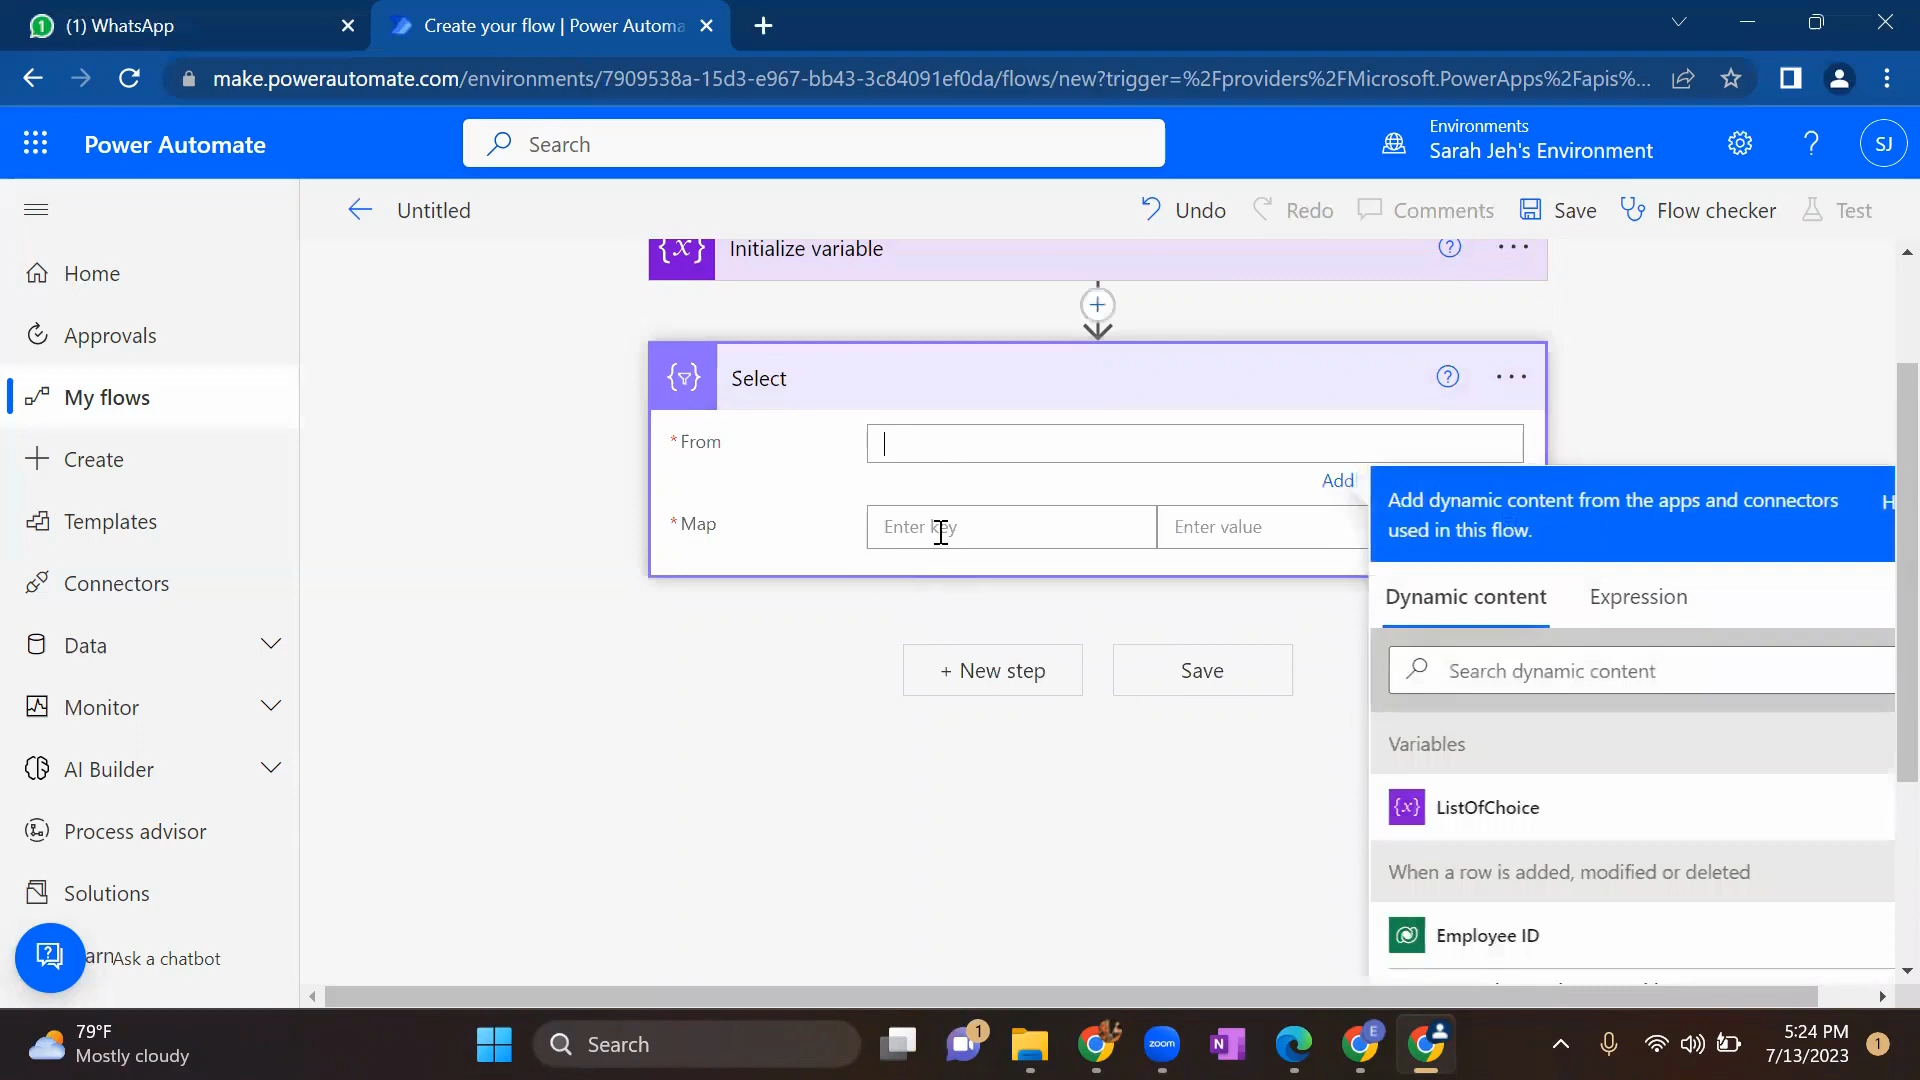 (1) WhatsApp
Create your flow | Power Automa
make.powerautomate.com/environments/7909538a-15d3-e967-bb43-3c84091ef0da/flows/new?trigger=%2Fproviders%2FMicrosoft.PowerApps%2Fapis%...
Power Automate
Search
Environments
Sarah Jeh's Environment
SJ
Untitled
Undo
Redo
Comments
Save
Flow checker
Test
Home
Approvals
My flows
Create
Templates
Connectors
Data
Monitor
AI Builder
Process advisor
Solutions
arn
Ask a chatbot
Initialize variable
Select
* From
Add
* Map
Enter key
Enter value
+ New step
Save
Add dynamic content from the apps and connectors
used in this flow.
H
Dynamic content
Expression
Search dynamic content
Variables
ListOfChoice
When a row is added, modified or deleted
Employee ID
79°F
Mostly cloudy
Search
1
zoom
N
E
5:24 PM
7/13/2023
1